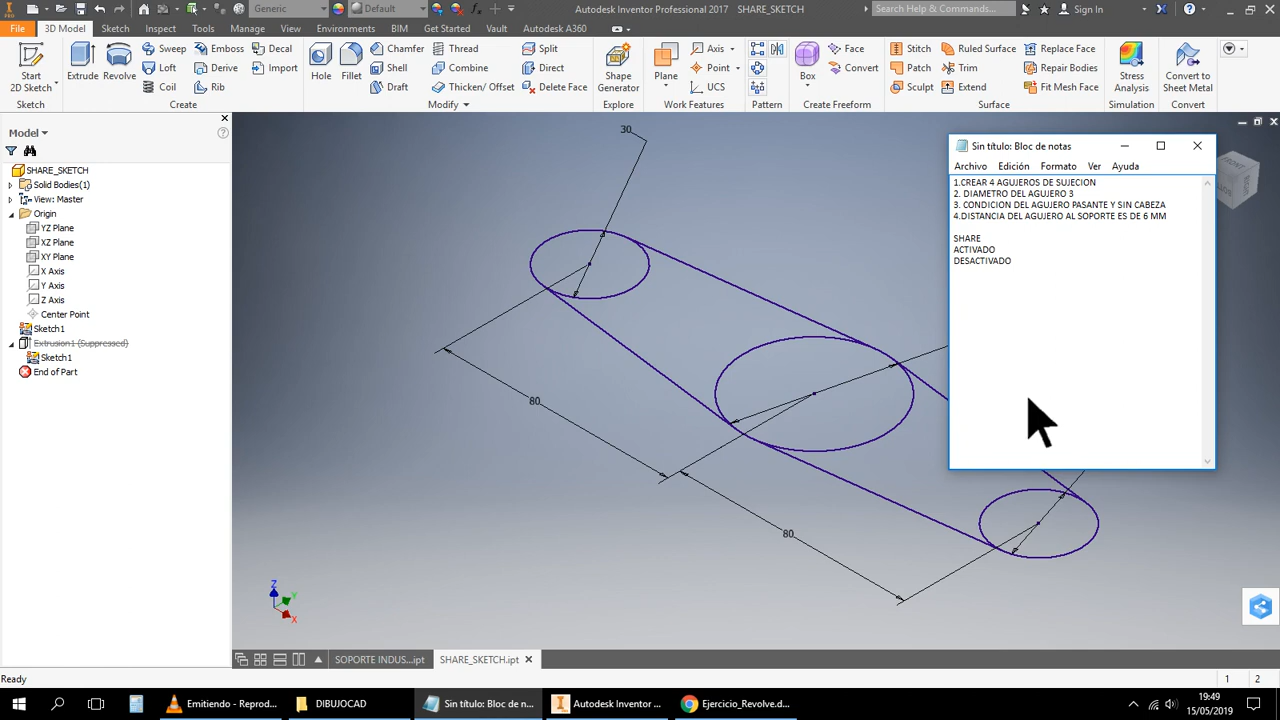 Generic
Default
Autodesk Inventor Professional 2017 SHARE_SKETCH
Search Help & Commands...
Sign In
PRO
File
3D Model
Sketch
Inspect
Tools
Manage
View
Environments
BIM
Get Started
Vault
Autodesk A360
Start
2D Sketch
Sketch
Extrude
Revolve
Sweep
Loft
Coil
Emboss
Derive
Rib
Decal
Import
Create
Hole
Fillet
Chamfer
Shell
Draft
Thread
Combine
Thicken/ Offset
Split
Direct
Delete Face
Modify
Shape
Generator
Explore
Plane
Axis
Point
UCS
Work Features
Pattern
Box
Face
Convert
Create Freeform
Stitch
Patch
Sculpt
Ruled Surface
Trim
Extend
Replace Face
Repair Bodies
Fit Mesh Face
Surface
Stress
Analysis
Simulation
Convert to
Sheet Metal
Convert
Model
SHARE_SKETCH
Solid Bodies(1)
View: Master
Origin
YZ Plane
XZ Plane
XY Plane
X Axis
Y Axis
Z Axis
Center Point
Sketch1
Extrusion1 (Suppressed)
Sketch1
End of Part
30
80
80
Z
Y
X
FRONT
Sin título: Bloc de notas
Archivo Edición Formato Ver Ayuda
1.CREAR 4 AGUJEROS DE SUJECION
2. DIAMETRO DEL AGUJERO 3
3. CONDICION DEL AGUJERO PASANTE Y SIN CABEZA
4.DISTANCIA DEL AGUJERO AL SOPORTE ES DE 6 MM
SHARE
ACTIVADO
DESACTIVADO
SOPORTE INDUS...ipt
SHARE_SKETCH.ipt
Ready
1
2
Emitiendo - Reprod...
DIBUJOCAD
Sin título: Bloc de n...
Autodesk Inventor ...
Ejercicio_Revolve.d...
19:49
15/05/2019